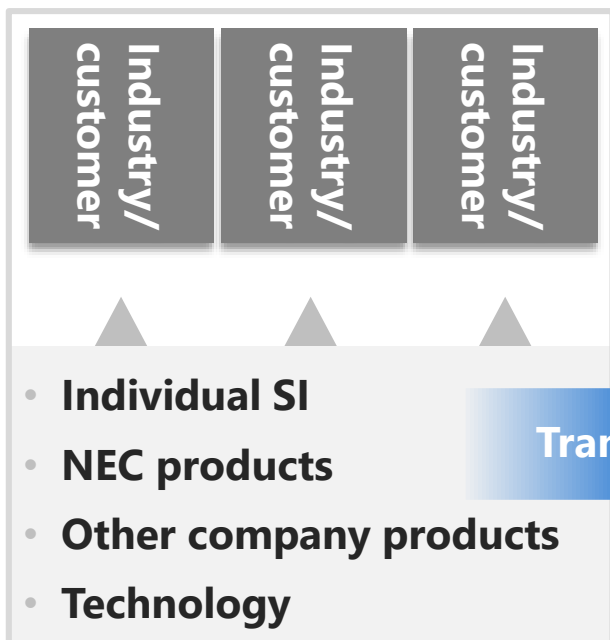 Industry/
customer
Industry/
customer
Industry/
customer
• Individual SI
• NEC products
• Other company products
• Technology